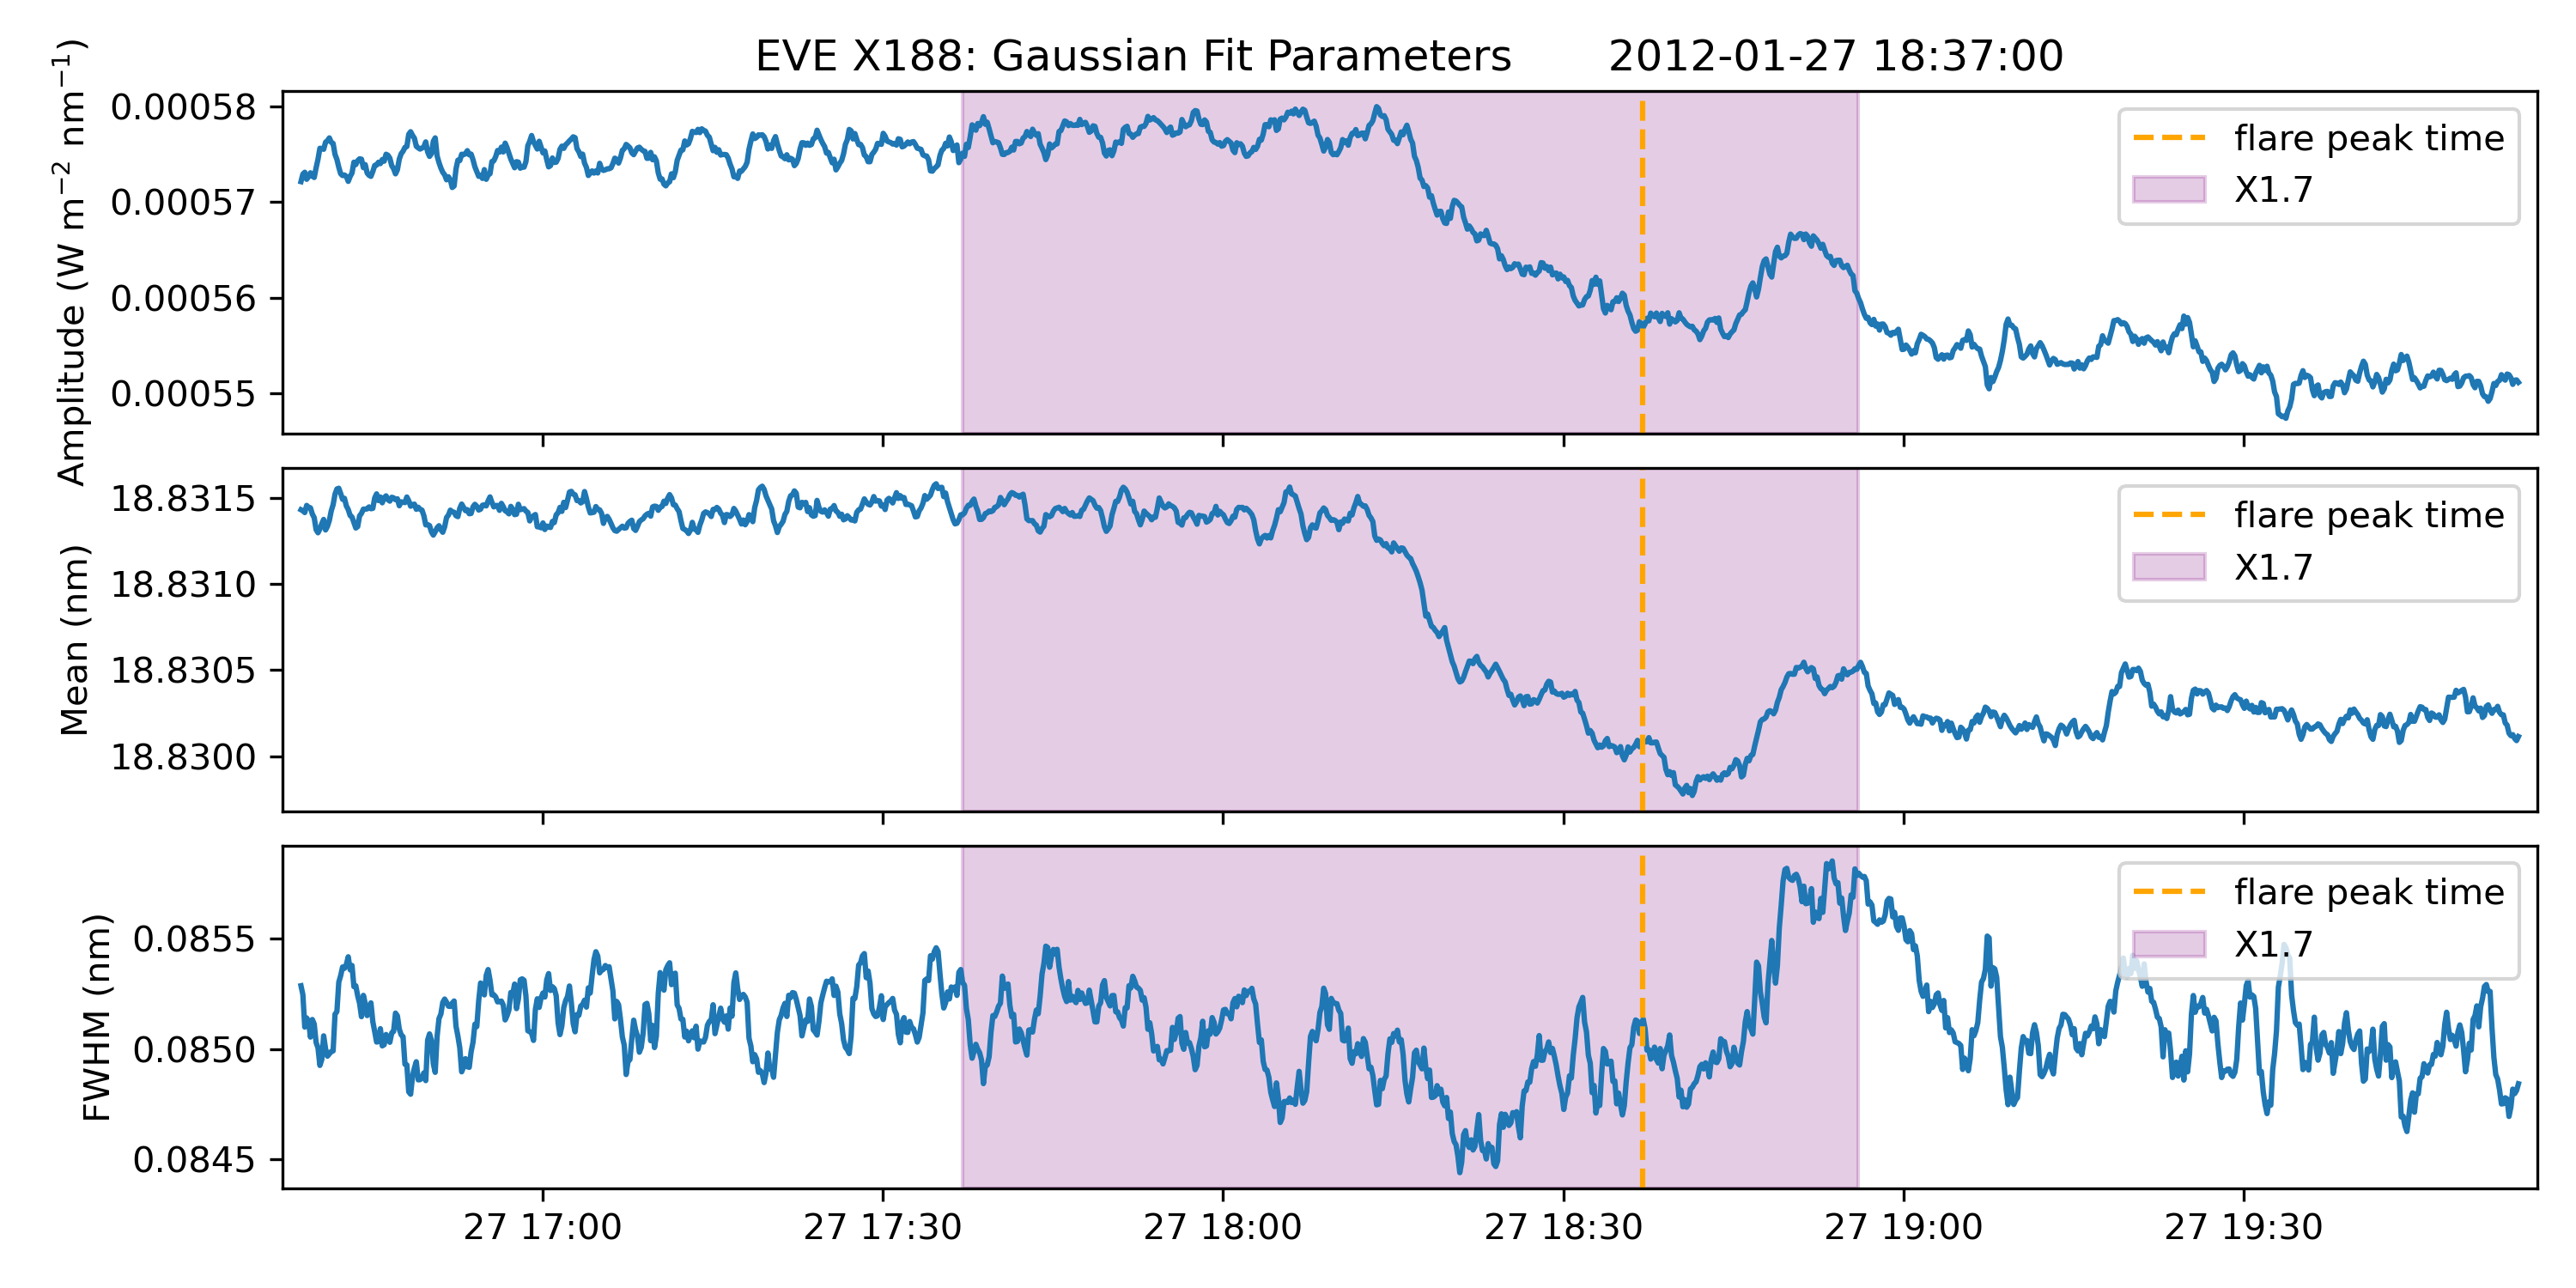 EVE X188: Gaussian Fit Parameters 2012-01-27 18:37:00
Amplitude (W m⁻² nm⁻¹)
0.00058
0.00057
0.00056
0.00055
flare peak time
X1.7
Mean (nm)
18.8315
18.8310
18.8305
18.8300
flare peak time
X1.7
FWHM (nm)
0.0855
0.0850
0.0845
flare peak time
X1.7
27 17:00 27 17:30 27 18:00 27 18:30 27 19:00 27 19:30